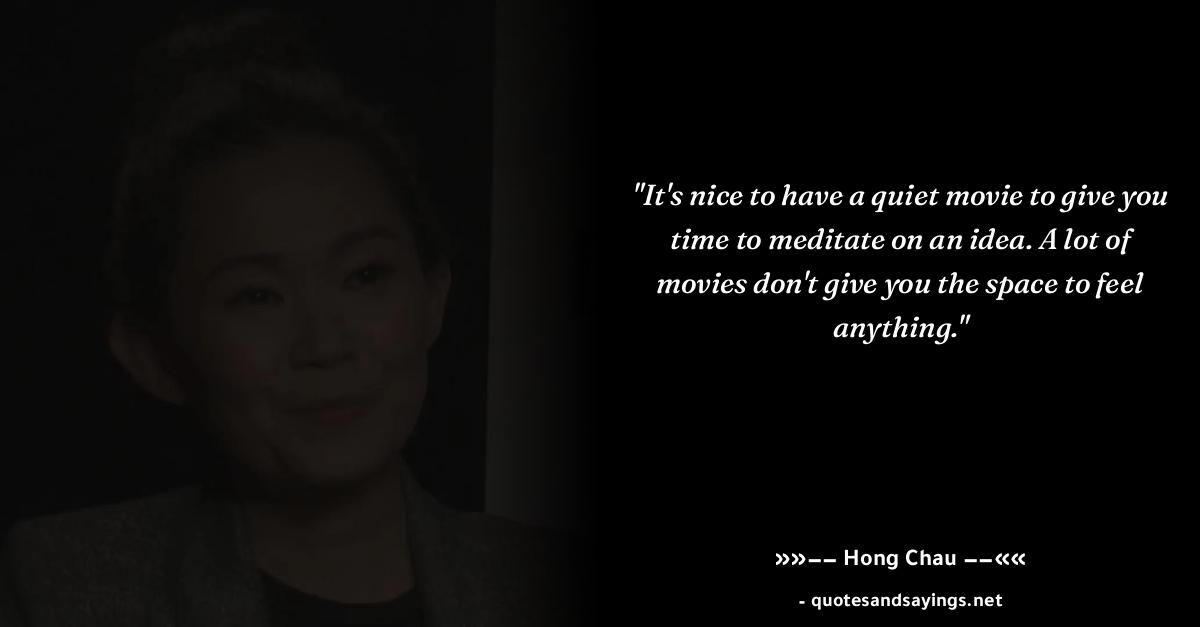 "It's nice to have a quiet movie to give you
time to meditate on an idea. A lot of
movies don't give you the space to feel
anything."
»»–– Hong Chau ––««
- quotesandsayings.net